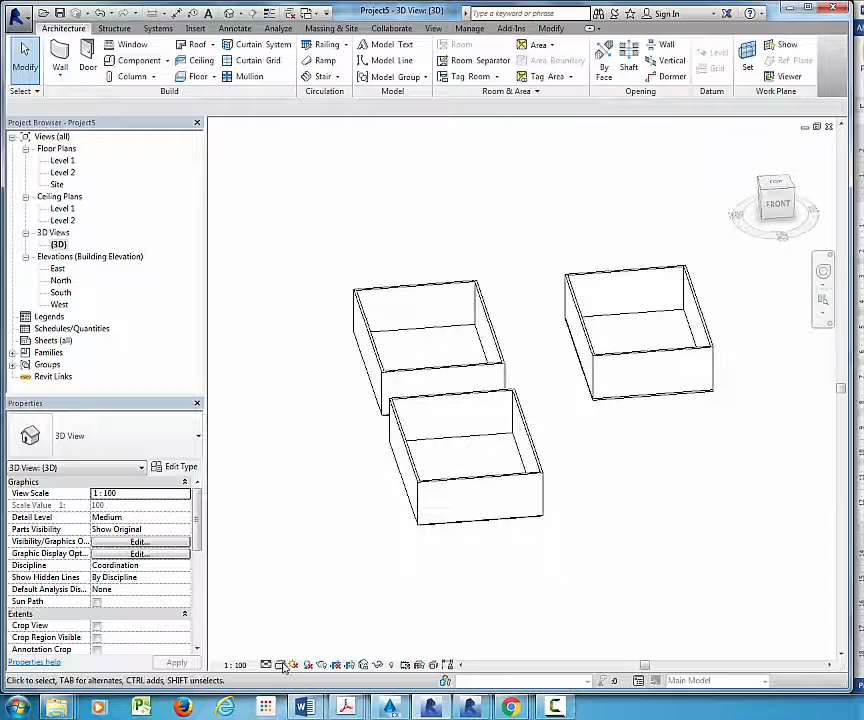 Project5 - 3D View: {3D}
Type a keyword or phrase
Sign In
Architecture Structure Systems Insert Annotate Analyze Massing & Site Collaborate View Manage Add-Ins Modify
Modify
Wall
Door
Window
Component
Column
Roof
Ceiling
Floor
Curtain System
Curtain Grid
Mullion
Railing
Ramp
Stair
Model Text
Model Line
Model Group
Room
Room Separator
Tag Room
Area
Area Boundary
Tag Area
By Face
Shaft
Wall
Vertical
Dormer
Level
Grid
Set
Show
Ref Plane
Viewer
Select Build Circulation Model Room & Area Opening Datum Work Plane
Project Browser - Project5
Views (all)
Floor Plans
Level 1
Level 2
Site
Ceiling Plans
Level 1
Level 2
3D Views
{3D}
Elevations (Building Elevation)
East
North
South
West
Legends
Schedules/Quantities
Sheets (all)
Families
Groups
Revit Links
TOP
FRONT
Properties
3D View
3D View: {3D} Edit Type
Graphics
View Scale 1 : 100
Scale Value 1: 100
Detail Level Medium
Parts Visibility Show Original
Visibility/Graphics O... Edit...
Graphic Display Opt... Edit...
Discipline Coordination
Show Hidden Lines By Discipline
Default Analysis Dis... None
Sun Path
Extents
Crop View
Crop Region Visible
Annotation Crop
Properties help Apply
1 : 100
Click to select, TAB for alternates, CTRL adds, SHIFT unselects.
:0
Main Model